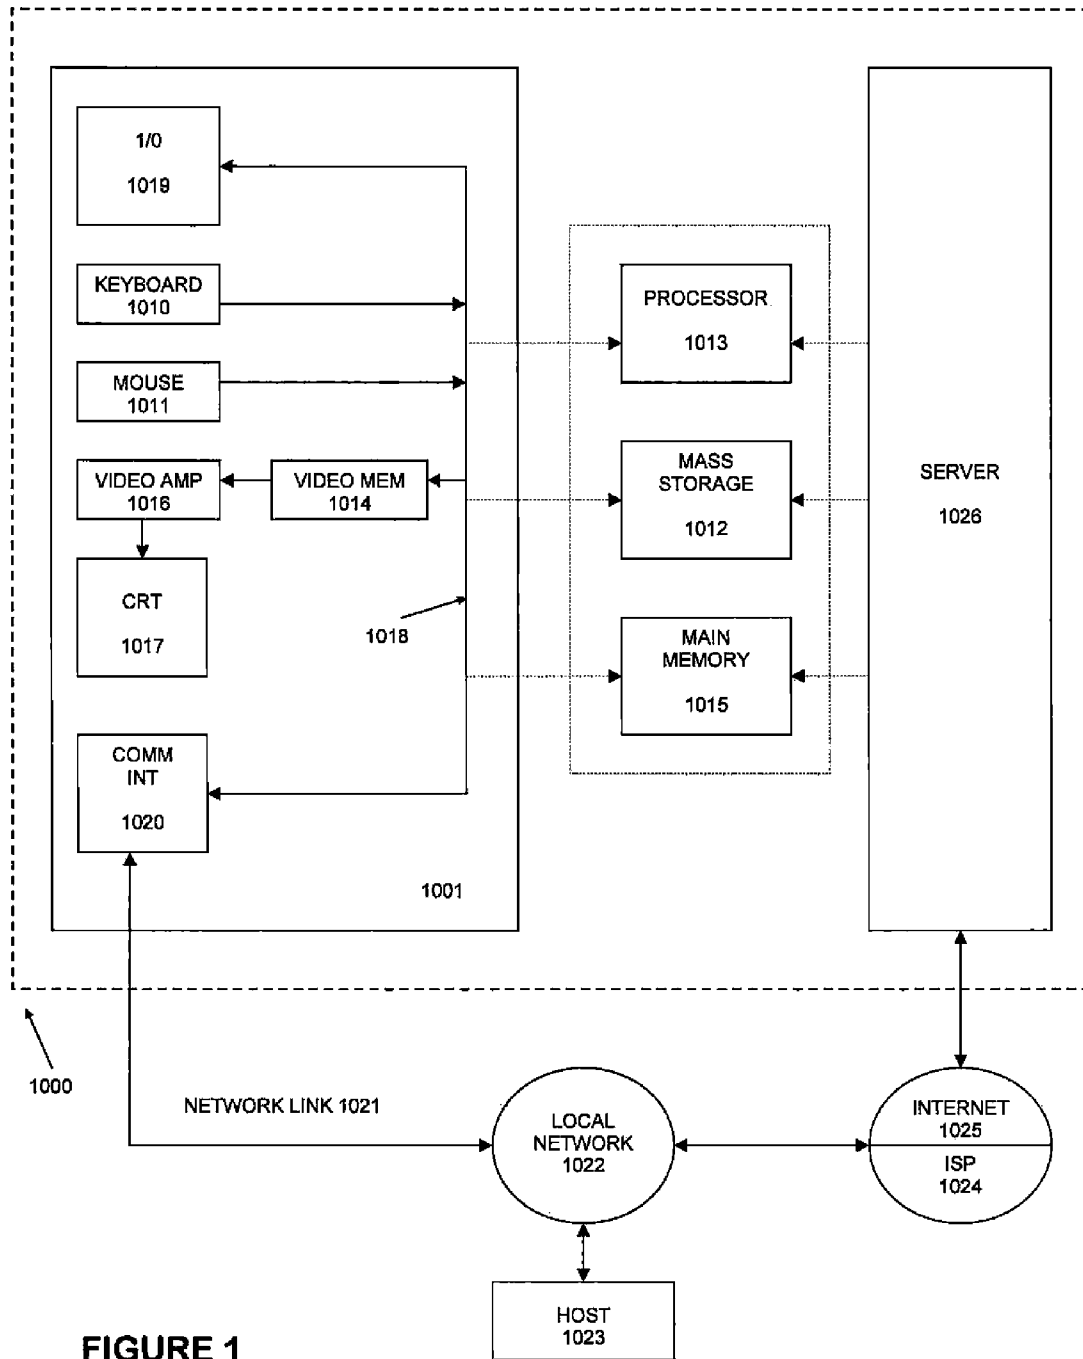 1/0
1019
KEYBOARD
1010
MOUSE
1011
VIDEO AMP
1016
VIDEO MEM
1014
CRT
1017
1018
COMM
INT
1020
1001
PROCESSOR
1013
MASS
STORAGE
1012
MAIN
MEMORY
1015
SERVER
1026
1000
NETWORK LINK 1021
LOCAL
NETWORK
1022
INTERNET
1025
ISP
1024
HOST
1023
FIGURE 1